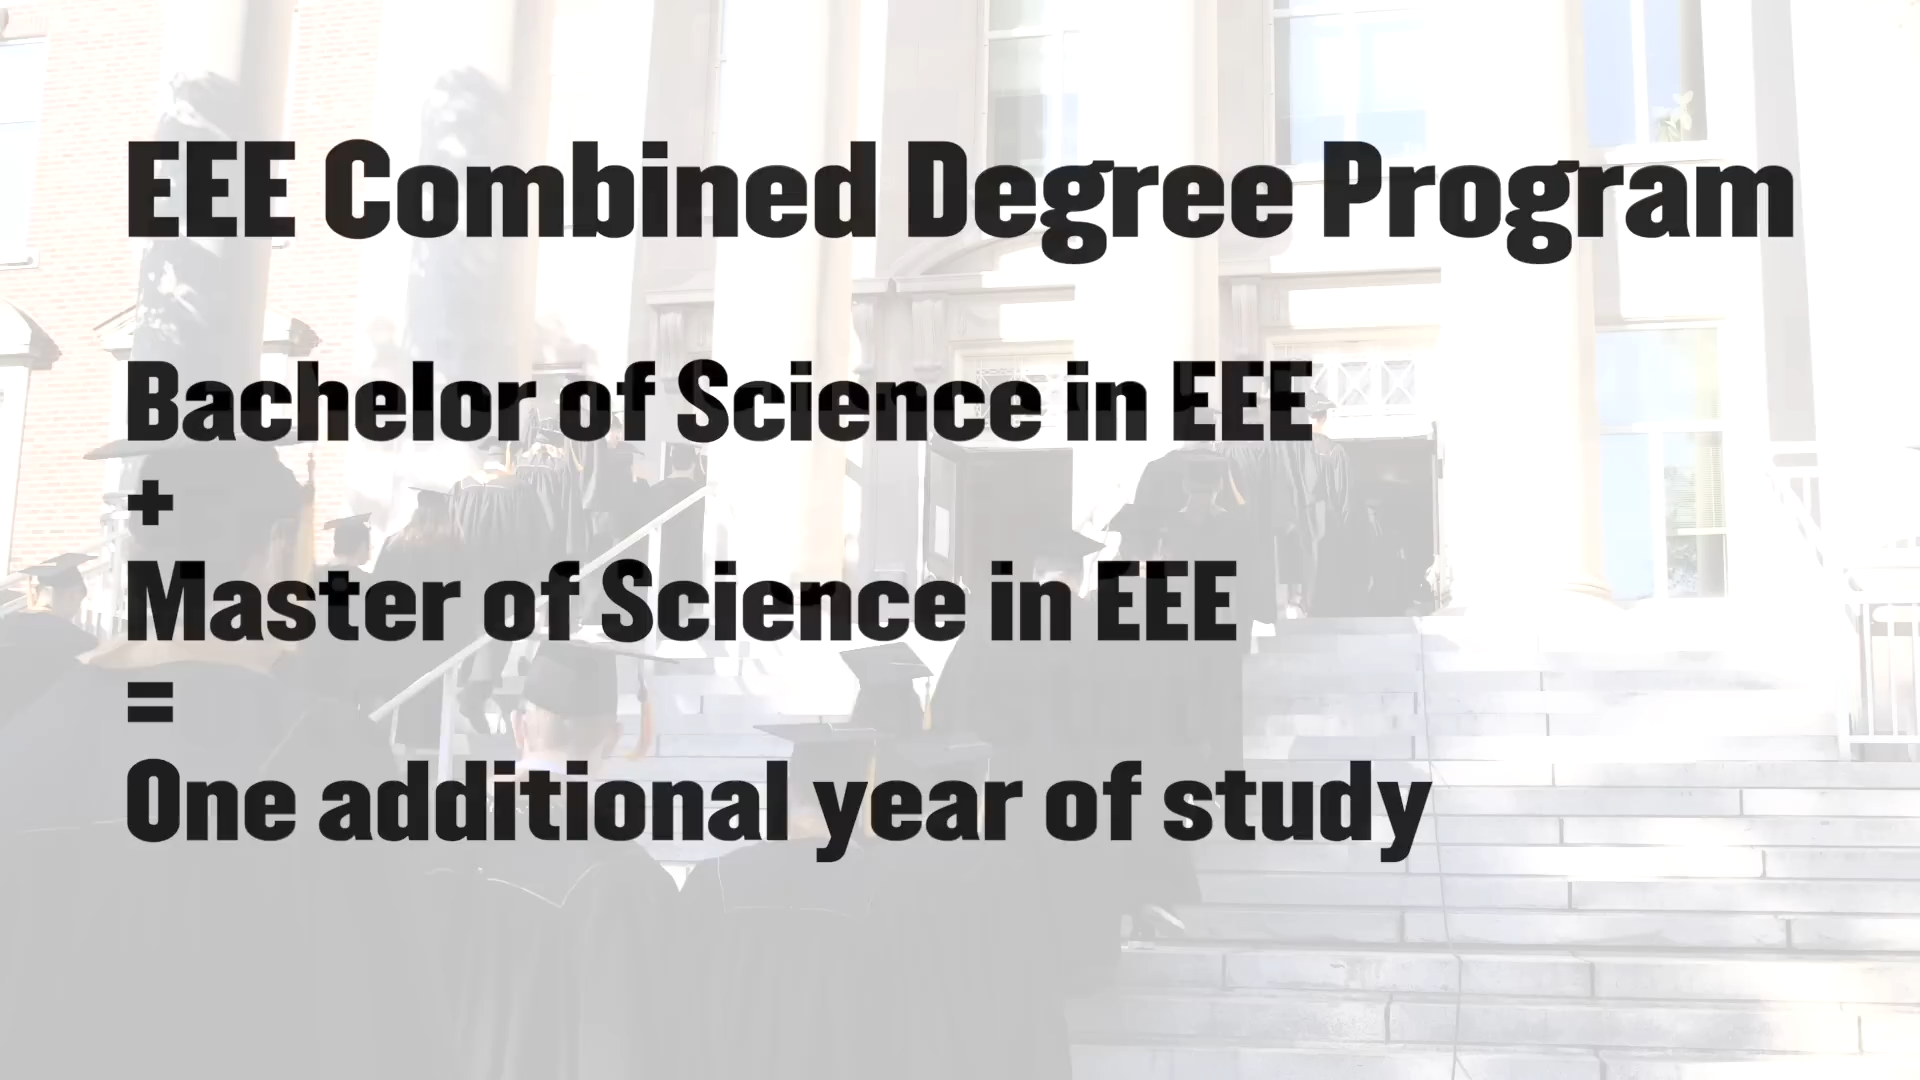 EEE Combined Degree Program
Bachelor of Science in EEE
+
Master of Science in EEE
=
One additional year of study